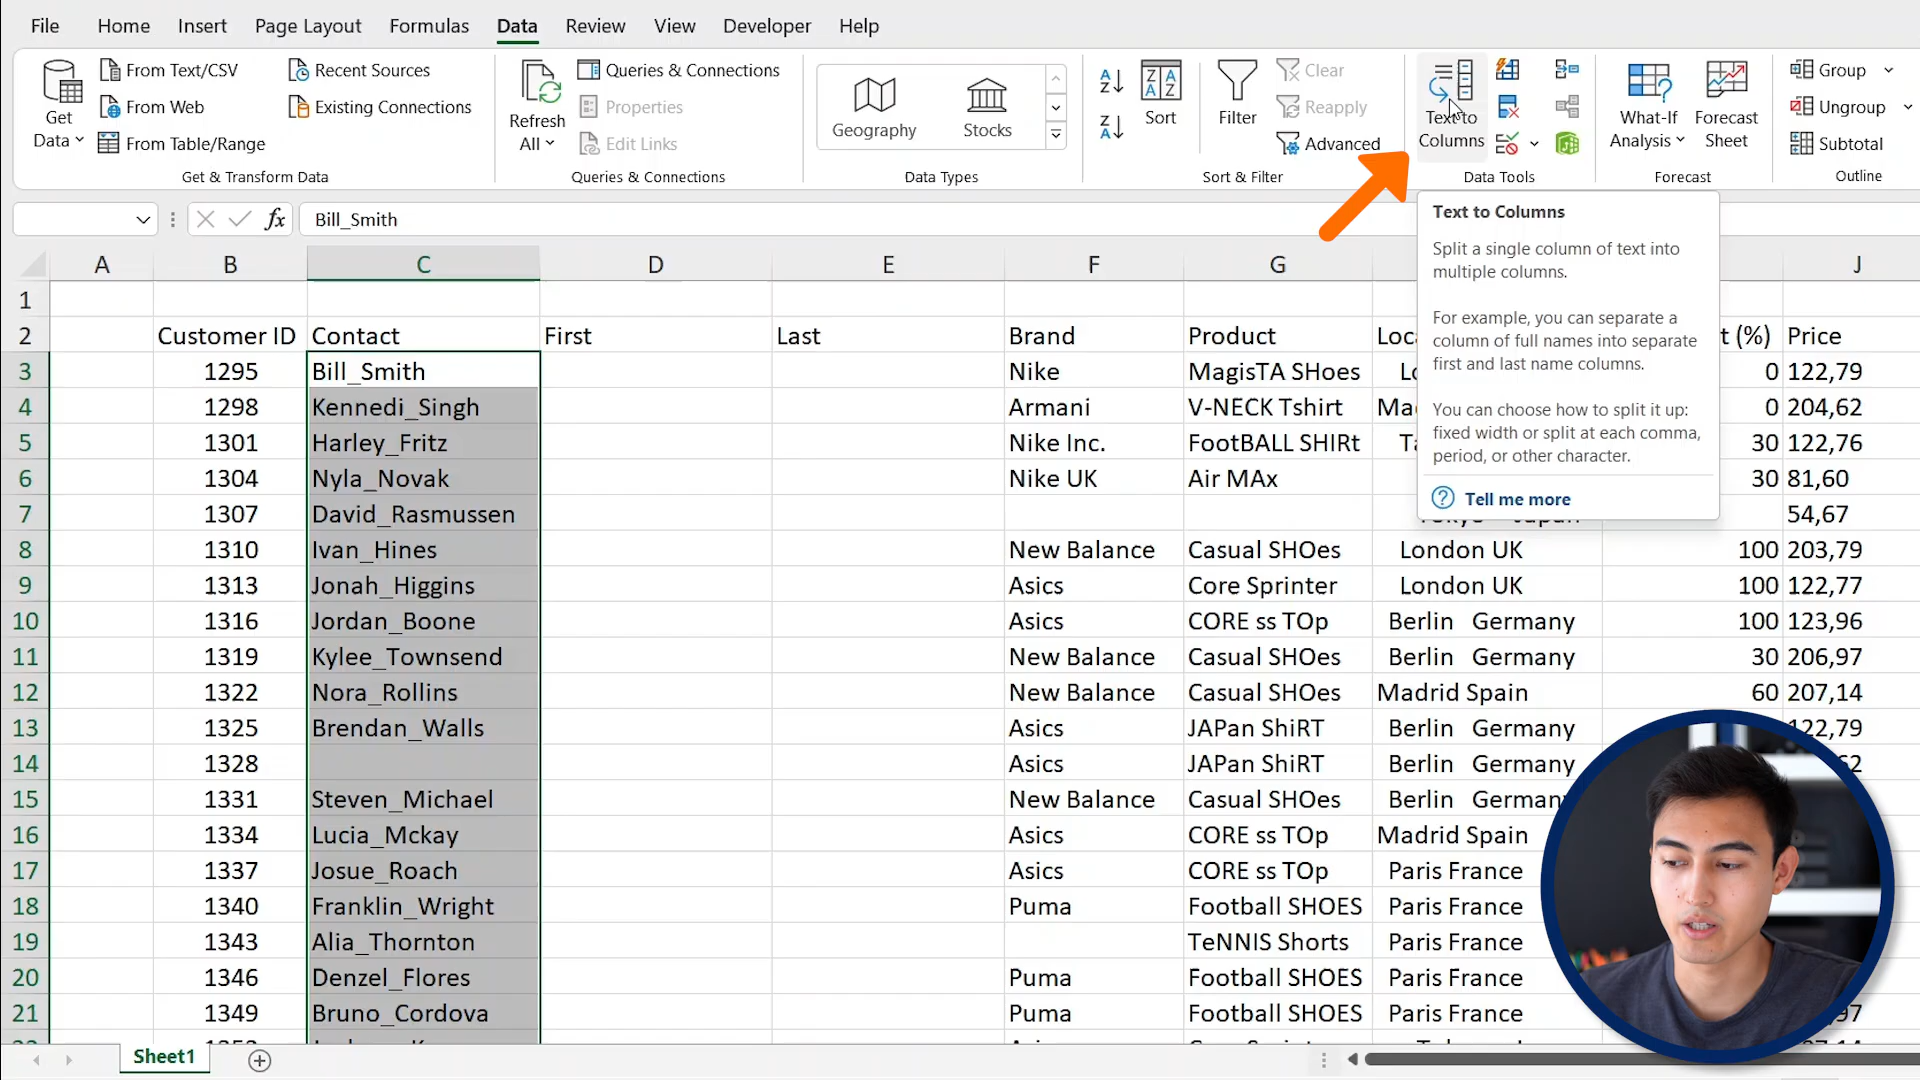 File Home Insert Page Layout Formulas Data Review View Developer Help
Get Data
From Text/CSV
From Web
From Table/Range
Recent Sources
Existing Connections
Get & Transform Data
Refresh All
Queries & Connections
Properties
Edit Links
Queries & Connections
Geography
Stocks
Data Types
Sort
Filter
Clear
Reapply
Advanced
Sort & Filter
Text to Columns
Data Tools
What-If Analysis
Forecast Sheet
Forecast
Group
Ungroup
Subtotal
Outline
fx Bill_Smith
Text to Columns
Split a single column of text into
multiple columns.
For example, you can separate a
column of full names into separate
first and last name columns.
You can choose how to split it up:
fixed width or split at each comma,
period, or other character.
Tell me more
A B C D E F G J
1
2 Customer ID Contact First Last Brand Product (%) Price
3 1295 Bill_Smith Nike MagisTA SHoes 0 122,79
4 1298 Kennedi_Singh Armani V-NECK Tshirt 0 204,62
5 1301 Harley_Fritz Nike Inc. FootBALL SHIRt 30 122,76
6 1304 Nyla_Novak Nike UK Air MAx 30 81,60
7 1307 David_Rasmussen 54,67
8 1310 Ivan_Hines New Balance Casual SHOes London UK 100 203,79
9 1313 Jonah_Higgins Asics Core Sprinter London UK 100 122,77
10 1316 Jordan_Boone Asics CORE ss TOp Berlin Germany 100 123,96
11 1319 Kylee_Townsend New Balance Casual SHOes Berlin Germany 30 206,97
12 1322 Nora_Rollins New Balance Casual SHOes Madrid Spain 60 207,14
13 1325 Brendan_Walls Asics JAPan ShiRT Berlin Germany 122,79
14 1328 Asics JAPan ShiRT Berlin Germany
15 1331 Steven_Michael New Balance Casual SHOes Berlin Germany
16 1334 Lucia_Mckay Asics CORE ss TOp Madrid Spain
17 1337 Josue_Roach Asics CORE ss TOp Paris France
18 1340 Franklin_Wright Puma Football SHOES Paris France
19 1343 Alia_Thornton TeNNIS Shorts Paris France
20 1346 Denzel_Flores Puma Football SHOES Paris France
21 1349 Bruno_Cordova Puma Football SHOES Paris France
Sheet1